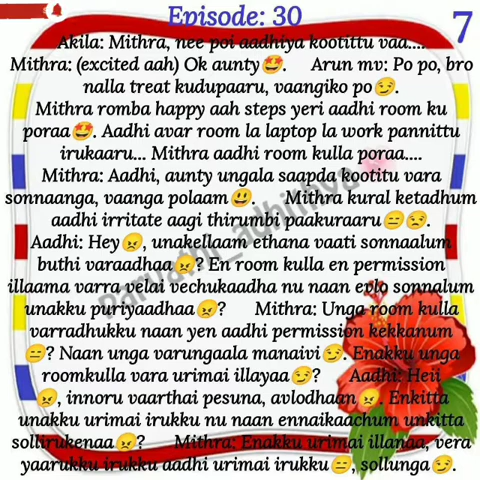 Episode: 30
7
Akila: Mithra, nee poi aadhiya kootittu vaa....
Mithra: (excited aah) Ok aunty🤩. Arun mv: Po po, bro
nalla treat kudupaaru, vaangiko po😏.
Mithra romba happy aah steps yeri aadhi room ku
poraa🤩. Aadhi avar room la laptop la work pannittu
irukaaru... Mithra aadhi room kulla poraa....
Mithra: Aadhi, aunty ungala saapda kootitu vara
sonnaanga, vaanga polaam😃. Mithra kural ketadhum
aadhi irritate aagi thirumbi paakuraaru😑😒.
Aadhi: Hey😠, unakellaam ethana vaati sonnaalum
buthi varaadhaa😠? En room kulla en permission
illaama varra velai vechukaadha nu naan evlo sonnalum
unakku puriyaadhaa😠? Mithra: Unga room kulla
varradhukku naan yen aadhi permission kekkanum
😑? Naan unga varungaala manaivi😏. Enakku unga
roomkulla vara urimai illayaa😏? Aadhi: Heii
😠, innoru vaarthai pesuna, avlodhaan😠. Enkitta
unakku urimai irukku nu naan ennaikaachum unkitta
sollirukenaa😠? Mithra: Enakku urimai illanaa, vera
yaarukku irukku aadhi urimai irukku😑, sollunga😏.